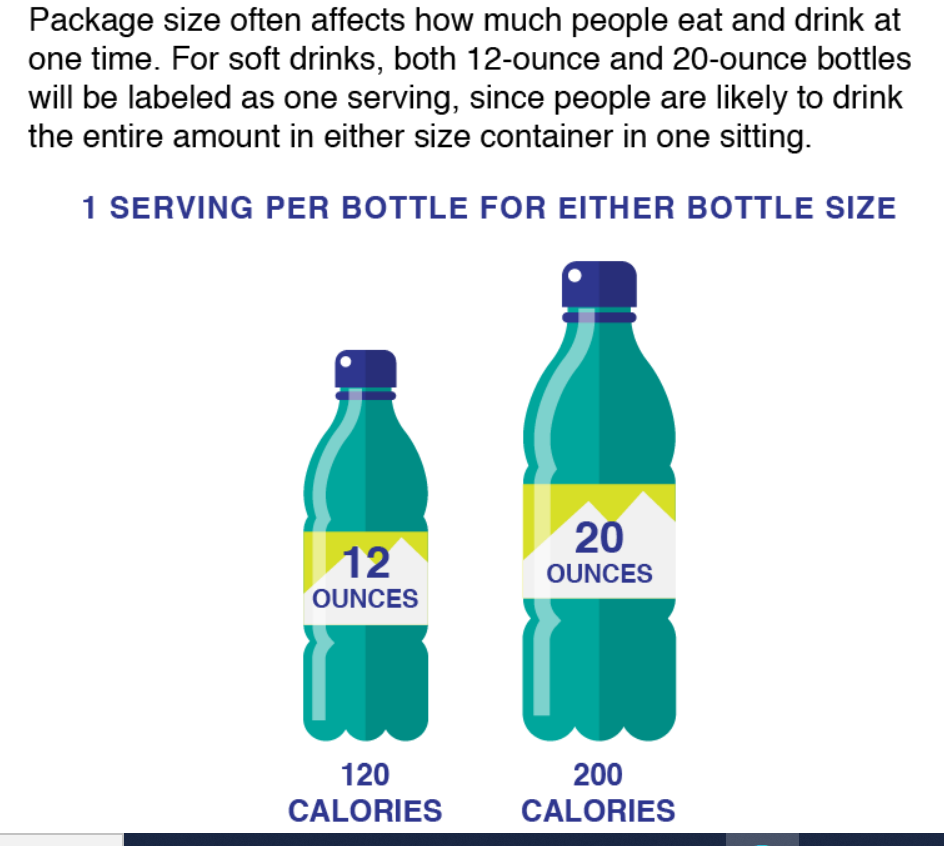 Package size often affects how much people eat and drink at
one time. For soft drinks, both 12-ounce and 20-ounce bottles
will be labeled as one serving, since people are likely to drink
the entire amount in either size container in one sitting.
1 SERVING PER BOTTLE FOR EITHER BOTTLE SIZE
12
OUNCES
20
OUNCES
120
CALORIES
200
CALORIES